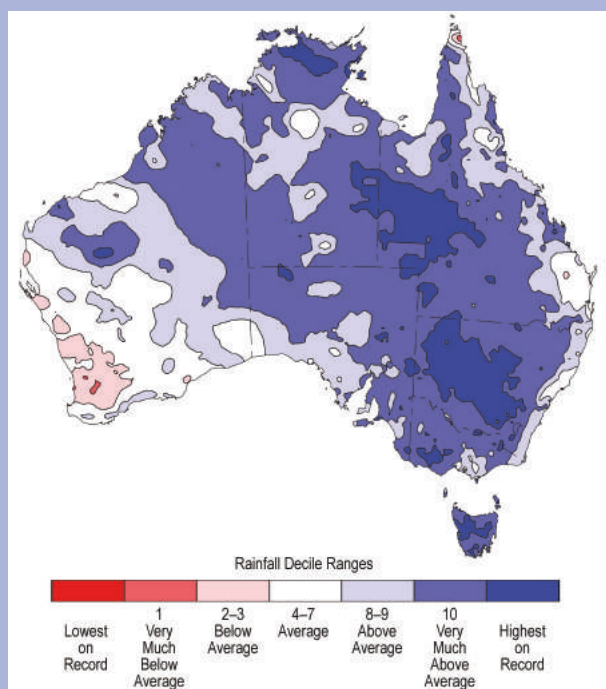 Rainfall Decile Ranges
1 2–3 4–7 8–9 10
Lowest on Record
Very Much Below Average
Below Average
Average
Above Average
Very Much Above Average
Highest on Record